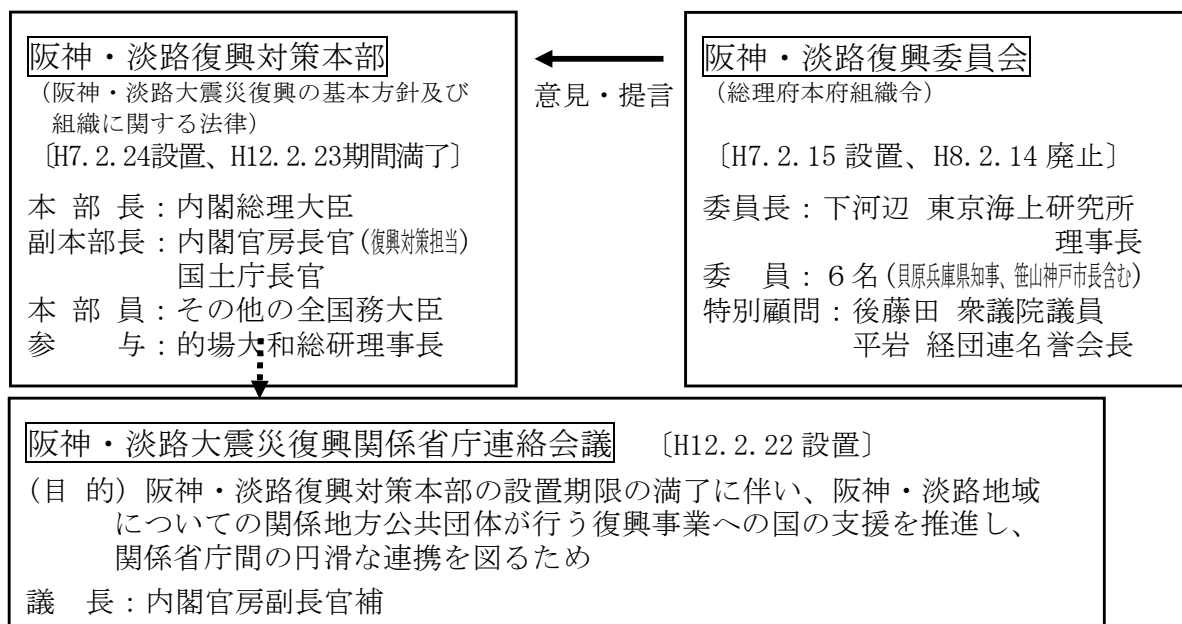 阪神・淡路復興対策本部
（阪神・淡路大震災復興の基本方針及び
組織に関する法律）
〔H7.2.24設置、H12.2.23期間満了〕
本 部 長：内閣総理大臣
副本部長：内閣官房長官(復興対策担当)
国土庁長官
本 部 員：その他の全国務大臣
参　　与：的場大和総研理事長
意見・提言
阪神・淡路復興委員会
（総理府本府組織令）
〔H7.2.15 設置、H8.2.14 廃止〕
委員長：下河辺 東京海上研究所
理事長
委　員：６名(貝原兵庫県知事、笹山神戸市長含む)
特別顧問：後藤田 衆議院議員
平岩 経団連名誉会長
阪神・淡路大震災復興関係省庁連絡会議　〔H12.2.22 設置〕
(目 的) 阪神・淡路復興対策本部の設置期限の満了に伴い、阪神・淡路地域
についての関係地方公共団体が行う復興事業への国の支援を推進し、
関係省庁間の円滑な連携を図るため
議　長：内閣官房副長官補